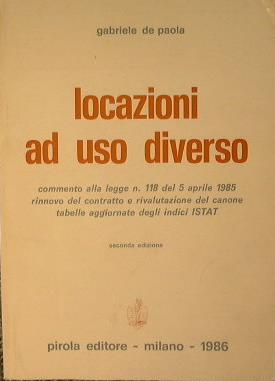 gabriele de paola
locazioni
ad uso diverso
commento alla legge n. 118 del 5 aprile 1985
rinnovo del contratto e rivalutazione del canone
tabelle aggiornate degli indici ISTAT
seconda edizione
pirola editore - milano - 1986